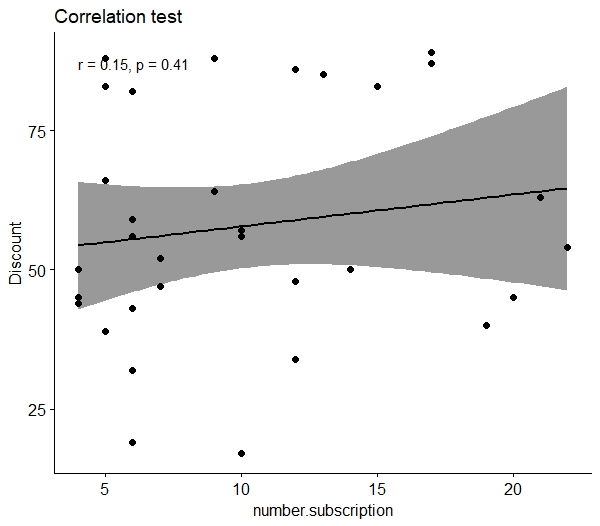 Correlation test
r = 0.15, p = 0.41
75
50
25
Discount
5 10 15 20
number.subscription